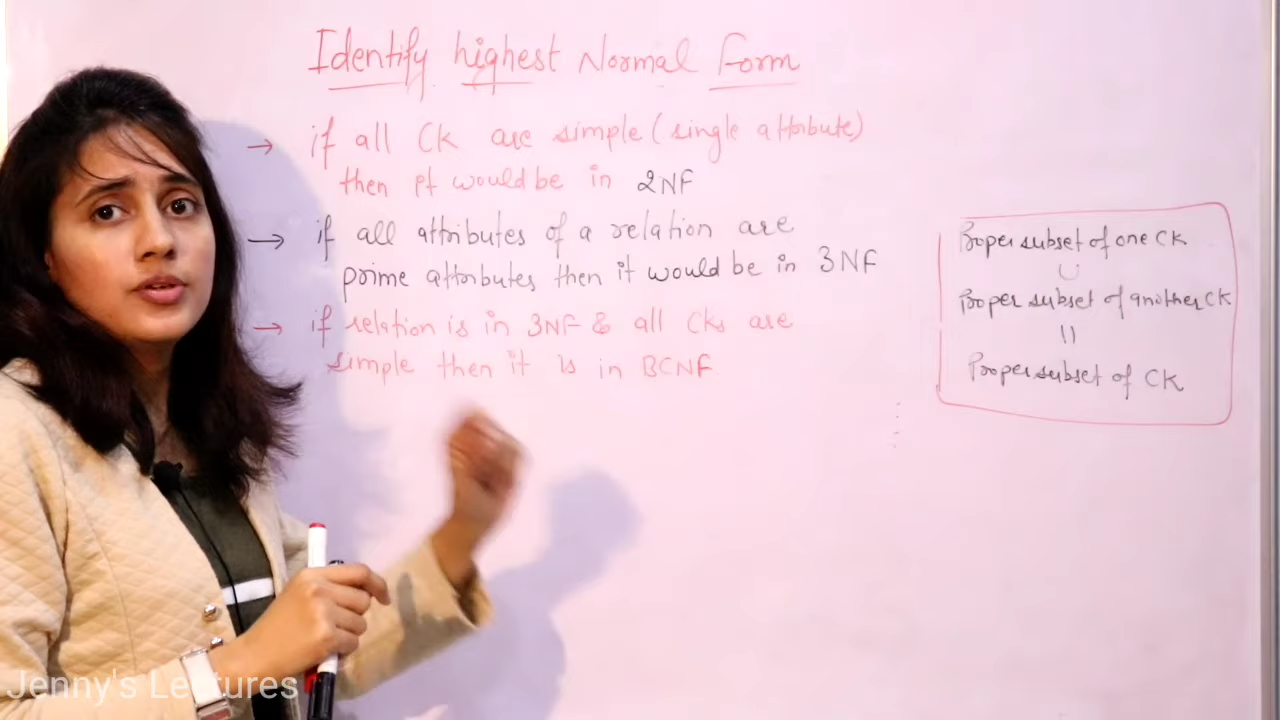 Identify highest Normal Form
→ if all CK are simple (single attribute)
then it would be in 2NF
→ if all attributes of a relation are
prime attributes then it would be in 3NF
→ if relation is in 3NF & all CKs are
simple then it is in BCNF.
Proper subset of one CK
∪
Proper subset of another CK
||
Proper subset of CK
Jenny's Lectures